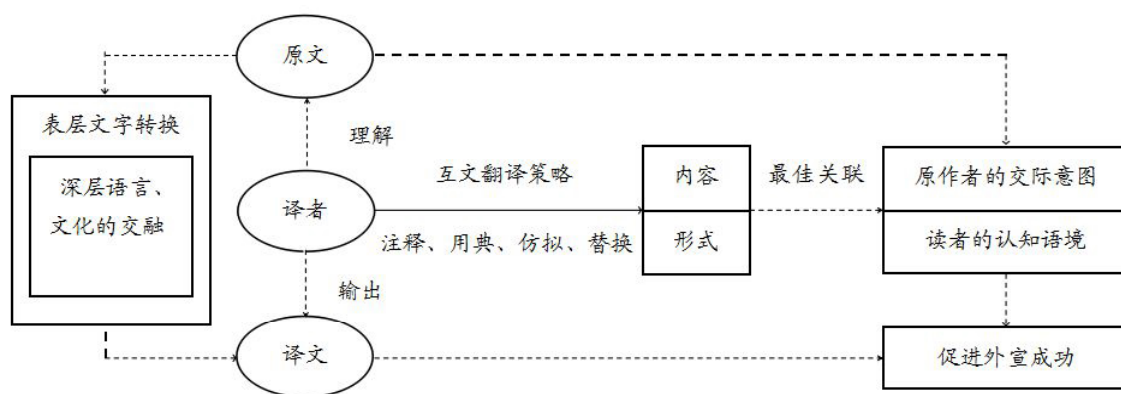 原文
表层文字转换
理解
深层语言、
文化的交融
互文翻译策略
内容
最佳关联
原作者的交际意图
译者
注释、用典、仿拟、替换
形式
读者的认知语境
输出
译文
促进外宣成功